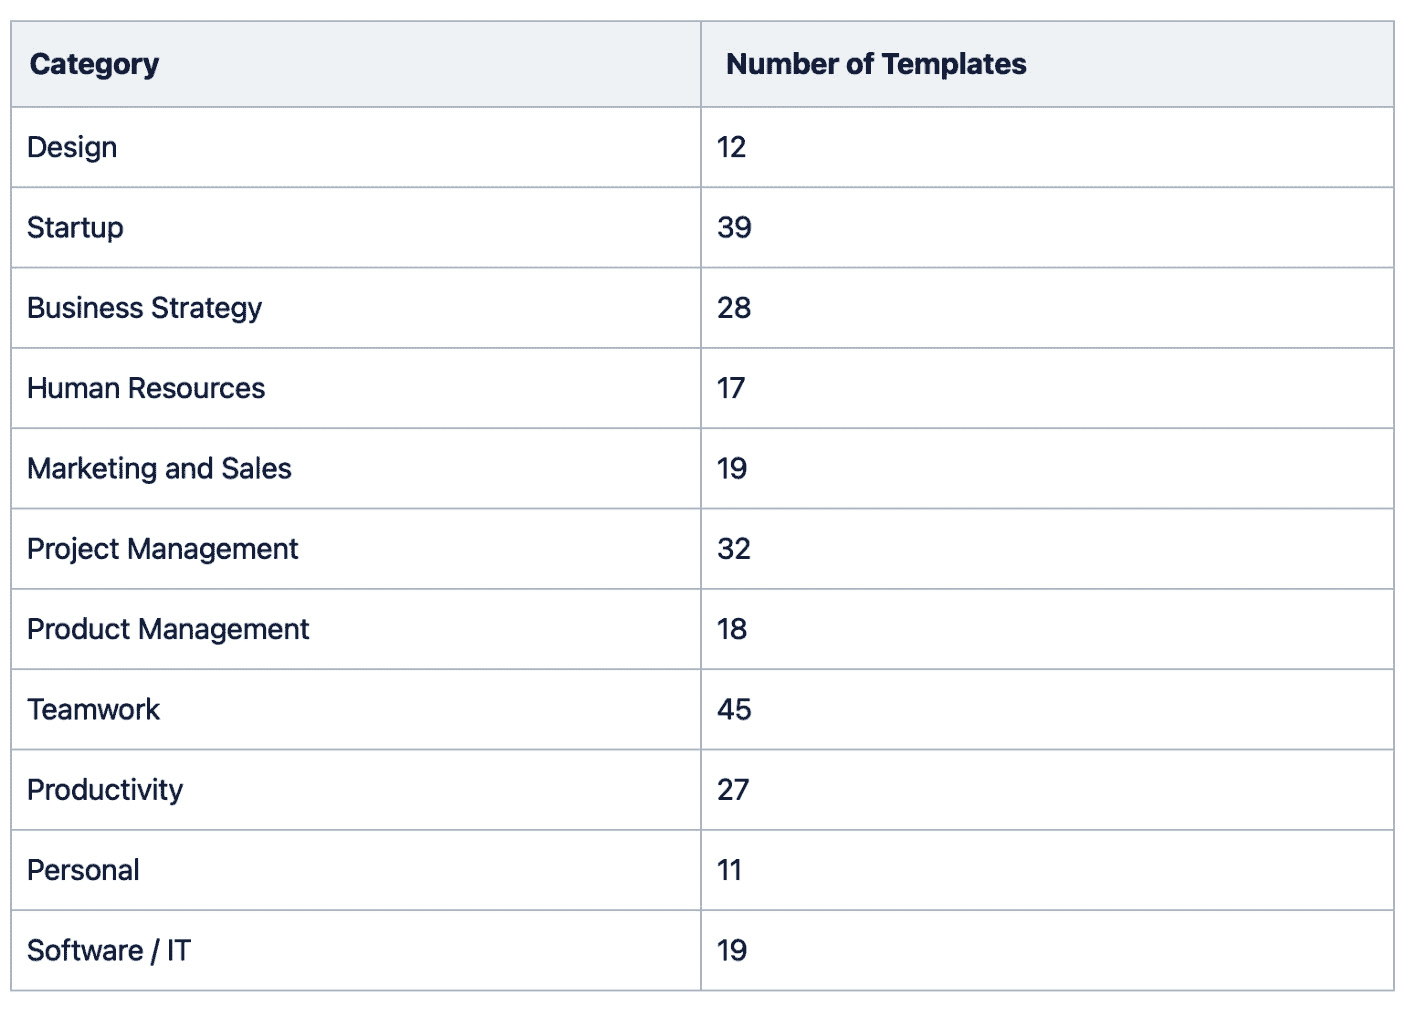 Category Number of Templates
Design 12
Startup 39
Business Strategy 28
Human Resources 17
Marketing and Sales 19
Project Management 32
Product Management 18
Teamwork 45
Productivity 27
Personal 11
Software / IT 19